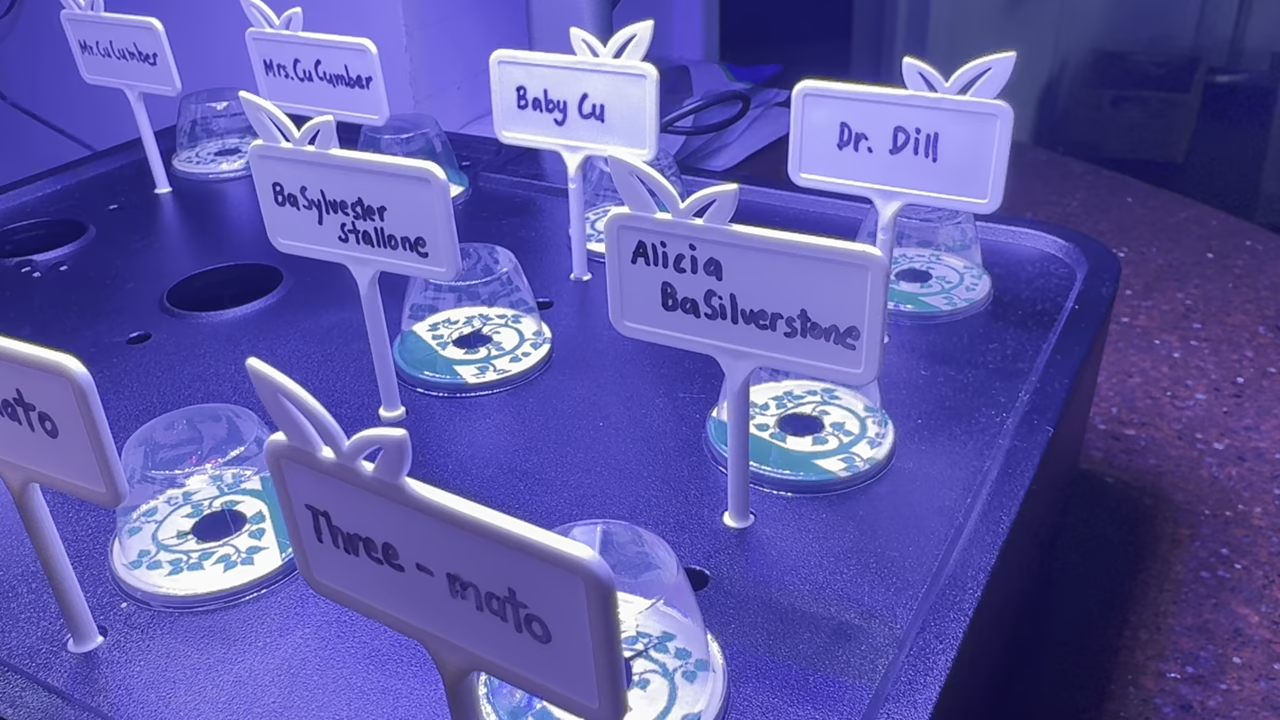 Mr. CuCumber
Mrs. CuCumber
Baby Cu
Dr. Dill
BaSylvester
Stallone
Alicia
BaSilverstone
ato
Three - mato